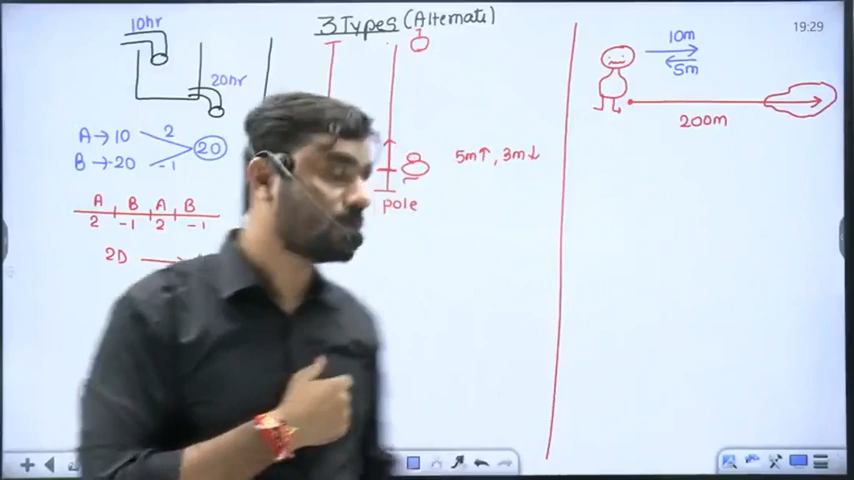 3 Types (Alternate)
19:29
10hr
20hr
A → 10
2
20
B → -20
-1
A B A B
2 -1 2 -1
2D →
5m↑, 3m↓
pole
10m
5m
200m